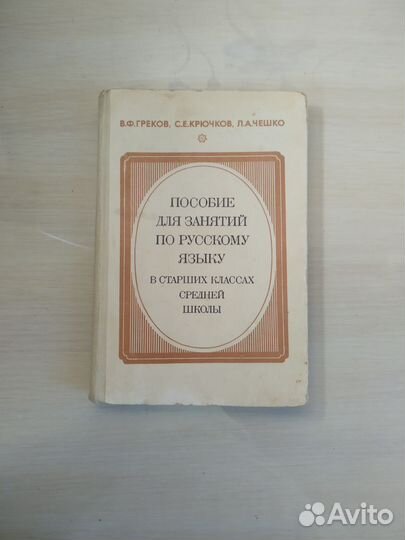 В.Ф.ГРЕКОВ, С.Е.КРЮЧКОВ, Л.А.ЧЕШКО
ПОСОБИЕ
ДЛЯ ЗАНЯТИЙ
ПО РУССКОМУ
ЯЗЫКУ
В СТАРШИХ КЛАССАХ
СРЕДНЕЙ
ШКОЛЫ
Avito